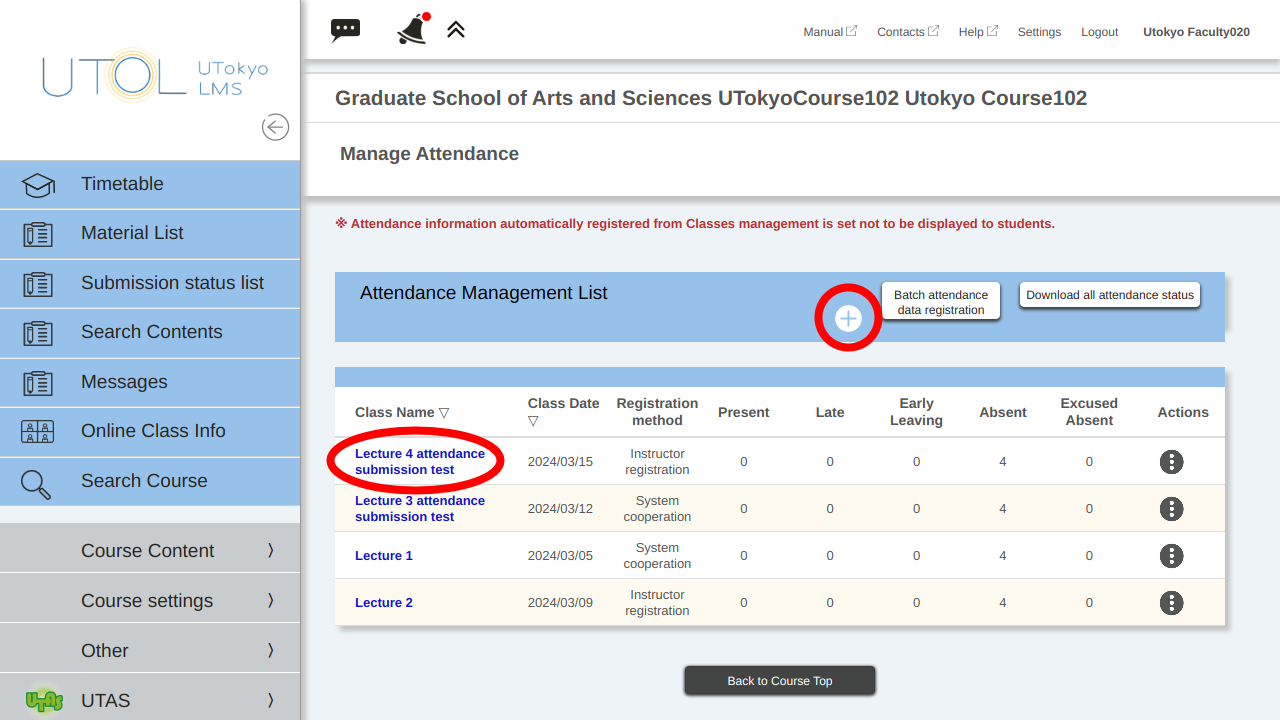 UTOL UTokyo LMS
Manual
Contacts
Help
Settings
Logout
Utokyo Faculty020
Timetable
Material List
Submission status list
Search Contents
Messages
Online Class Info
Search Course
Course Content
Course settings
Other
UTAS UTAS
Graduate School of Arts and Sciences UTokyoCourse102 Utokyo Course102
Manage Attendance
※ Attendance information automatically registered from Classes management is set not to be displayed to students.
Attendance Management List
Batch attendance
data registration
Download all attendance status
Class Name ▽ Class Date ▽ Registration method Present Late Early Leaving Absent Excused Absent Actions
Lecture 4 attendance submission test 2024/03/15 Instructor registration 0 0 0 4 0
Lecture 3 attendance submission test 2024/03/12 System cooperation 0 0 0 4 0
Lecture 1 2024/03/05 System cooperation 0 0 0 4 0
Lecture 2 2024/03/09 Instructor registration 0 0 0 4 0
Back to Course Top